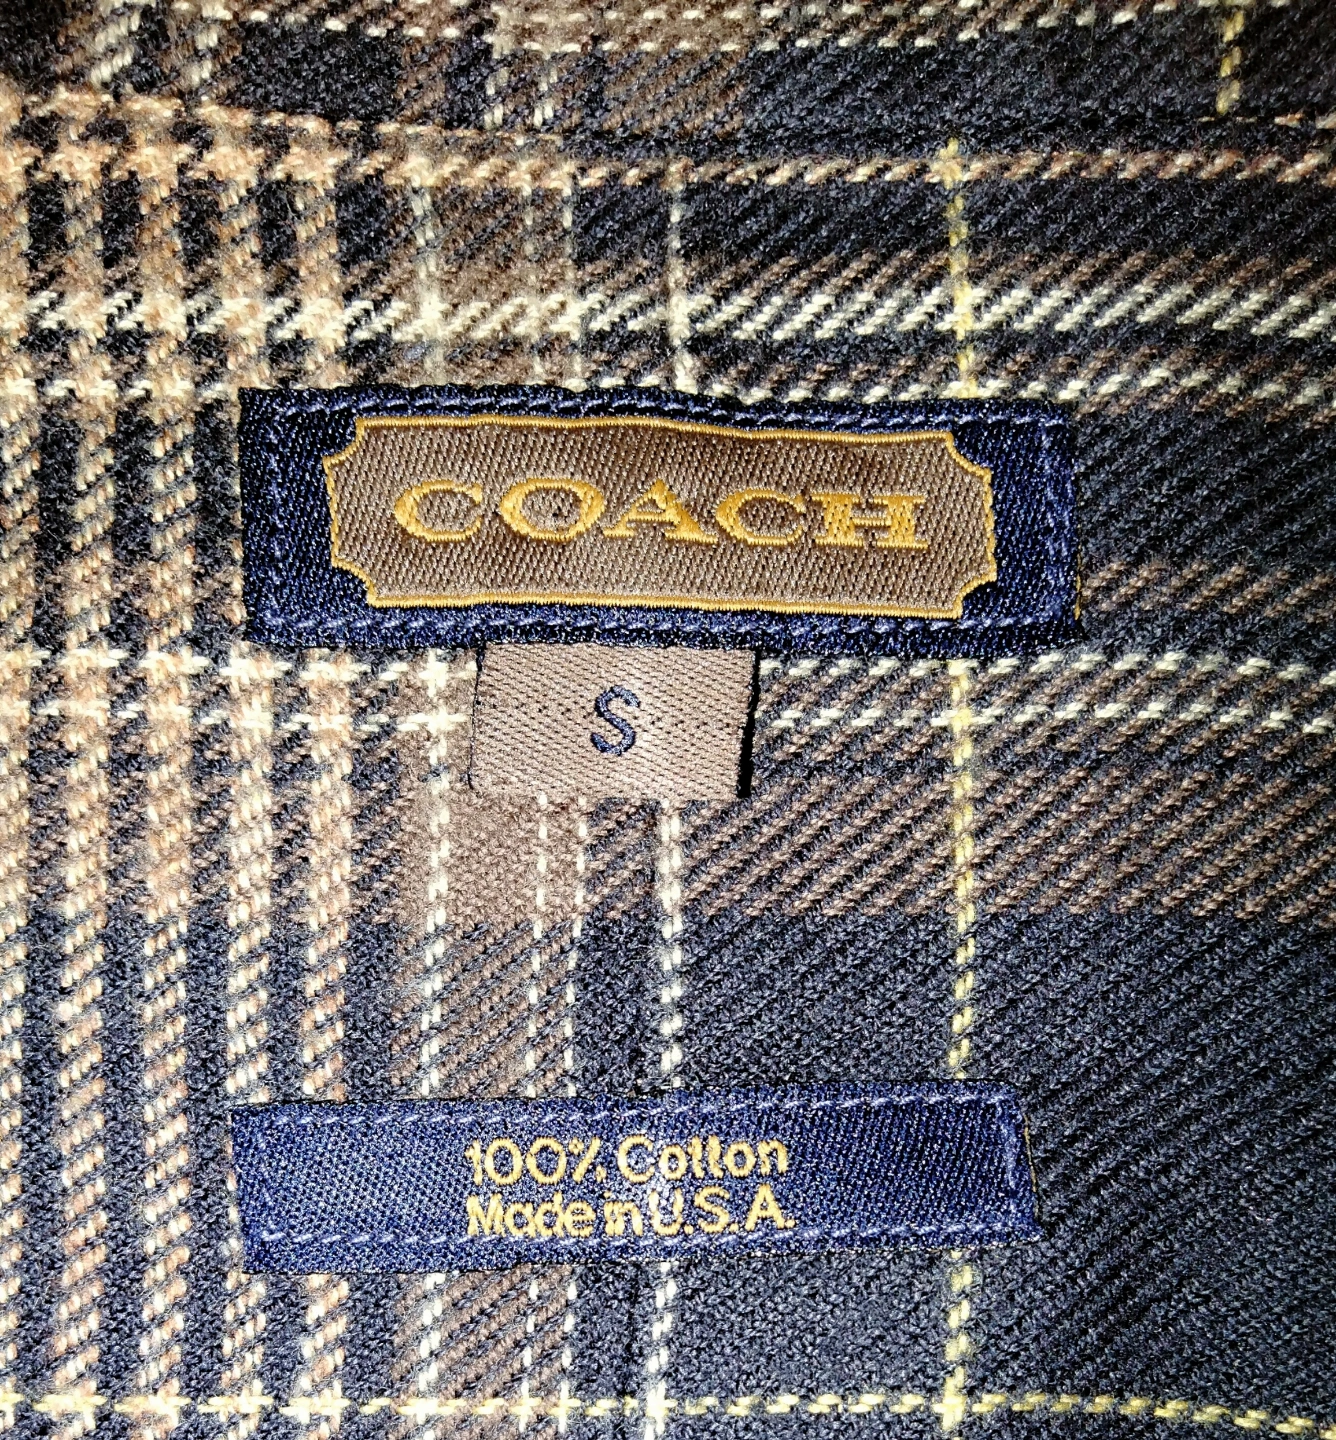 COACH
S
100% Cotton
Made in U.S.A.